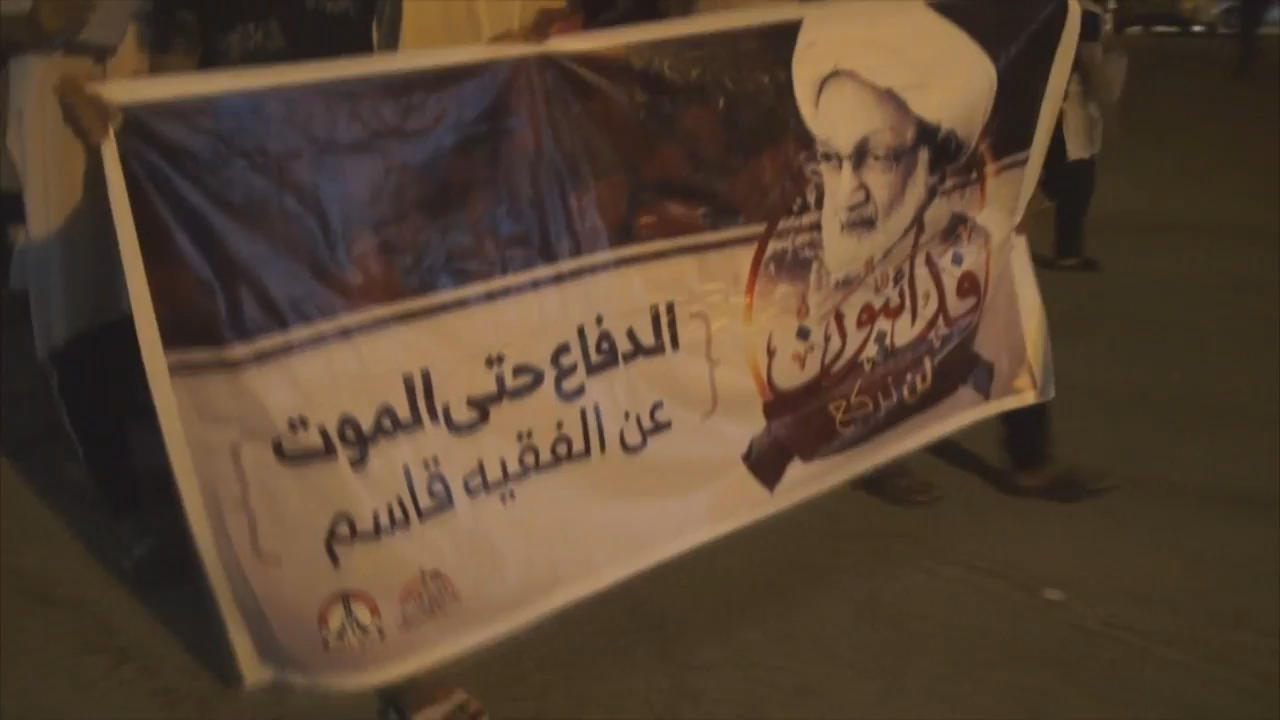 فدائيون
لن نركع
الدفاع حتى الموت
عن الفقيه قاسم